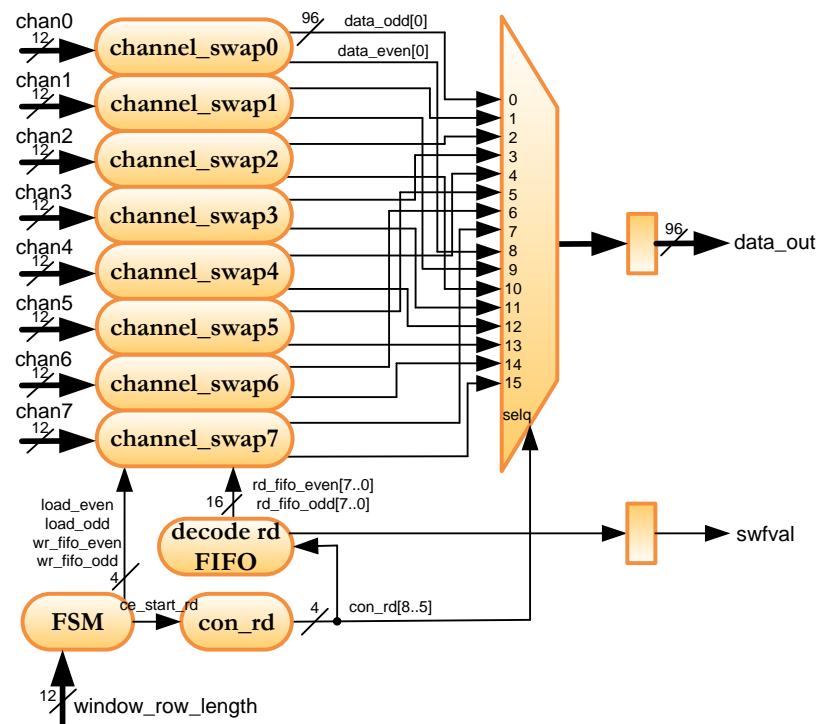 chan0
12
channel_swap0
96
data_odd[0]
data_even[0]
chan1
12
channel_swap1
chan2
12
channel_swap2
chan3
12
channel_swap3
chan4
12
channel_swap4
chan5
12
channel_swap5
chan6
12
channel_swap6
chan7
12
channel_swap7
0
1
2
3
4
5
6
7
8
9
10
11
12
13
14
15
selq
96
data_out
load_even
load_odd
wr_fifo_even
wr_fifo_odd
4
16
rd_fifo_even[7..0]
rd_fifo_odd[7..0]
decode rd
FIFO
swfval
FSM
ce_start_rd
con_rd
4
con_rd[8..5]
12
window_row_length